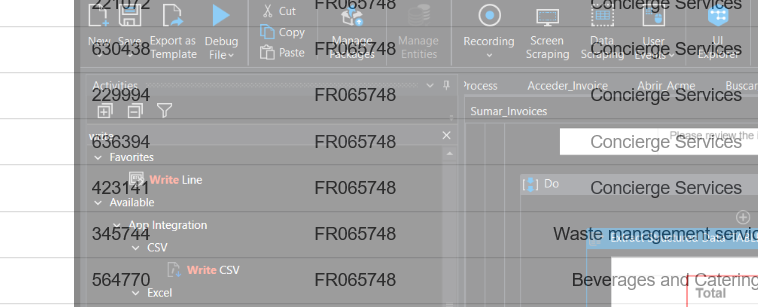 221072 FR065748 Concierge Services
Cut
Copy
Paste
New Save Export as Template Debug File Manage Packages Manage Entities Recording Screen Scraping Data Scraping User Events UI Explorer
630438 FR065748 Concierge Services
Activities
Process Acceder_Invoice Abrir_Acme Buscar
229994 FR065748 Concierge Services
Sumar_Invoices
write
Please review the
636394 FR065748 Concierge Services
Favorites
Write Line
Do
423141 FR065748 Concierge Services
Available
App Integration
345744 FR065748 Waste management servic
CSV
Write CSV
564770 FR065748 Beverages and Catering
Excel
Total